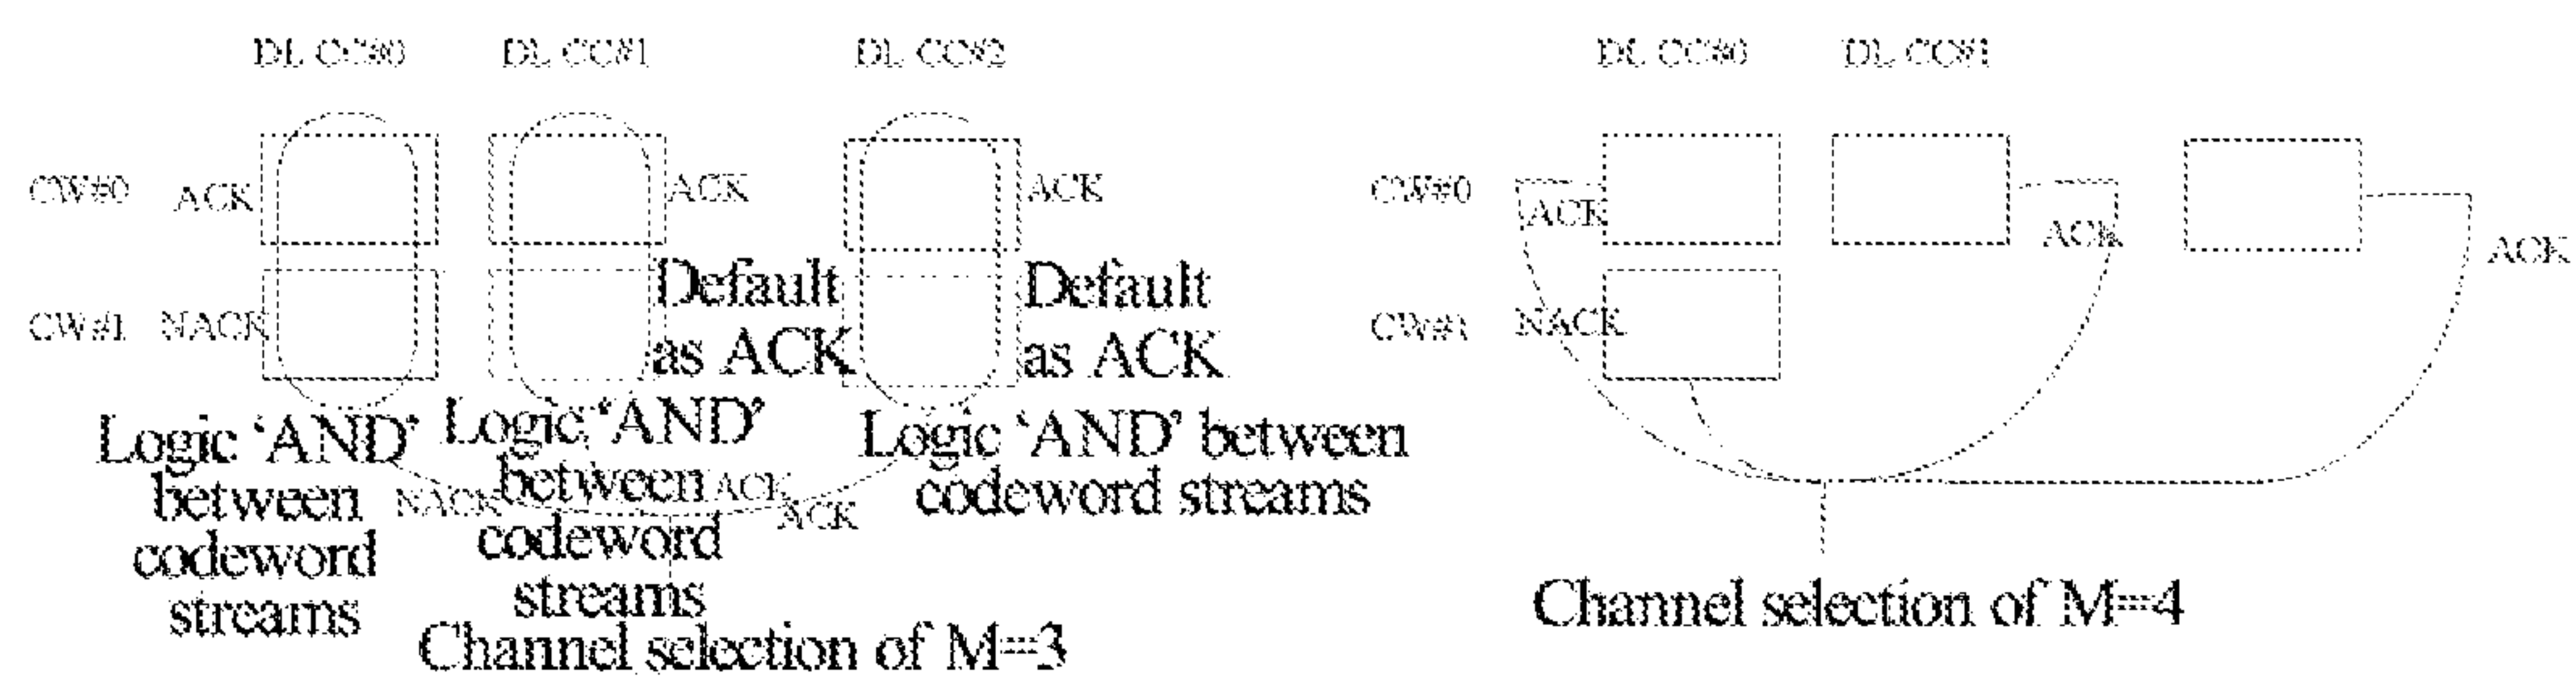 DL CC#0 DL CC#1 DL CC#2
CW#0 ACK ACK ACK
CW#1 NACK Default as ACK Default as ACK
Logic 'AND' between codeword streams
Logic 'AND' between codeword streams
Logic 'AND' between codeword streams
NACK ACK ACK
Channel selection of M=3
DL CC#0 DL CC#1
CW#0 ACK ACK ACK
CW#1 NACK
Channel selection of M=4